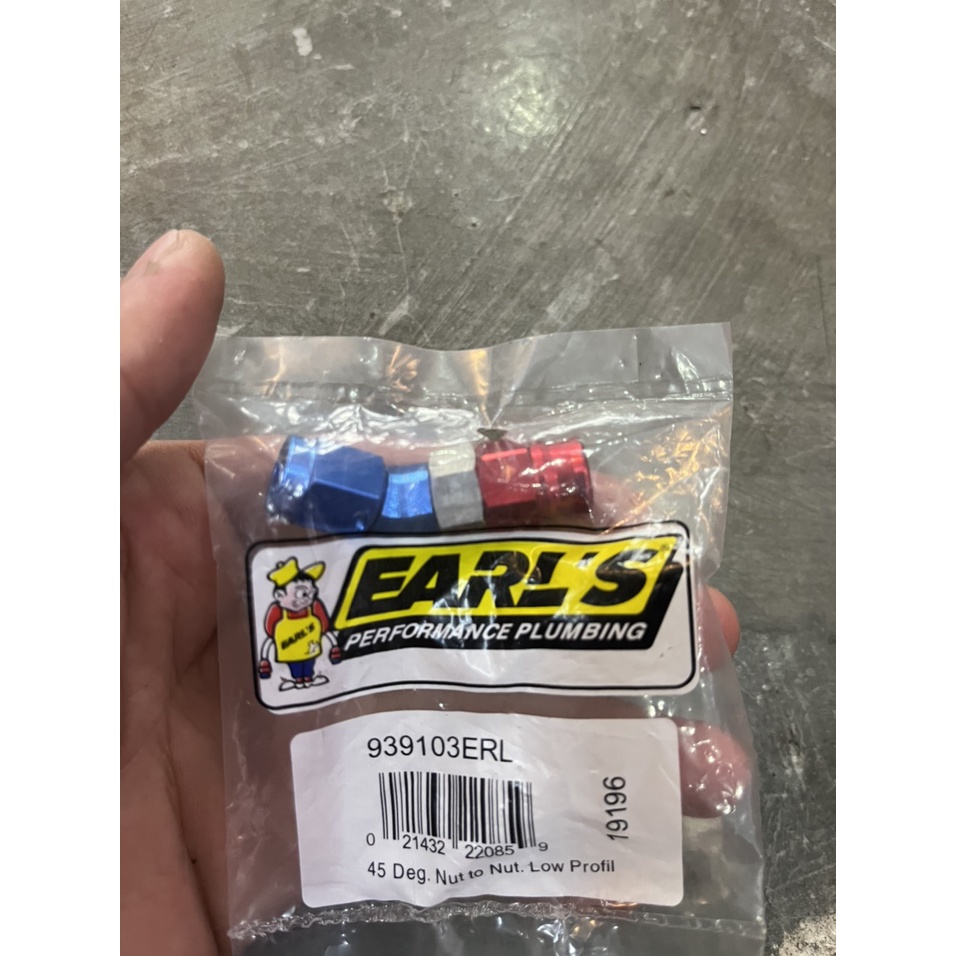 EARL'S
PERFORMANCE PLUMBING
EARL'S
939103ERL
0 21432 22085 9
19196
45 Deg. Nut to Nut. Low Profil